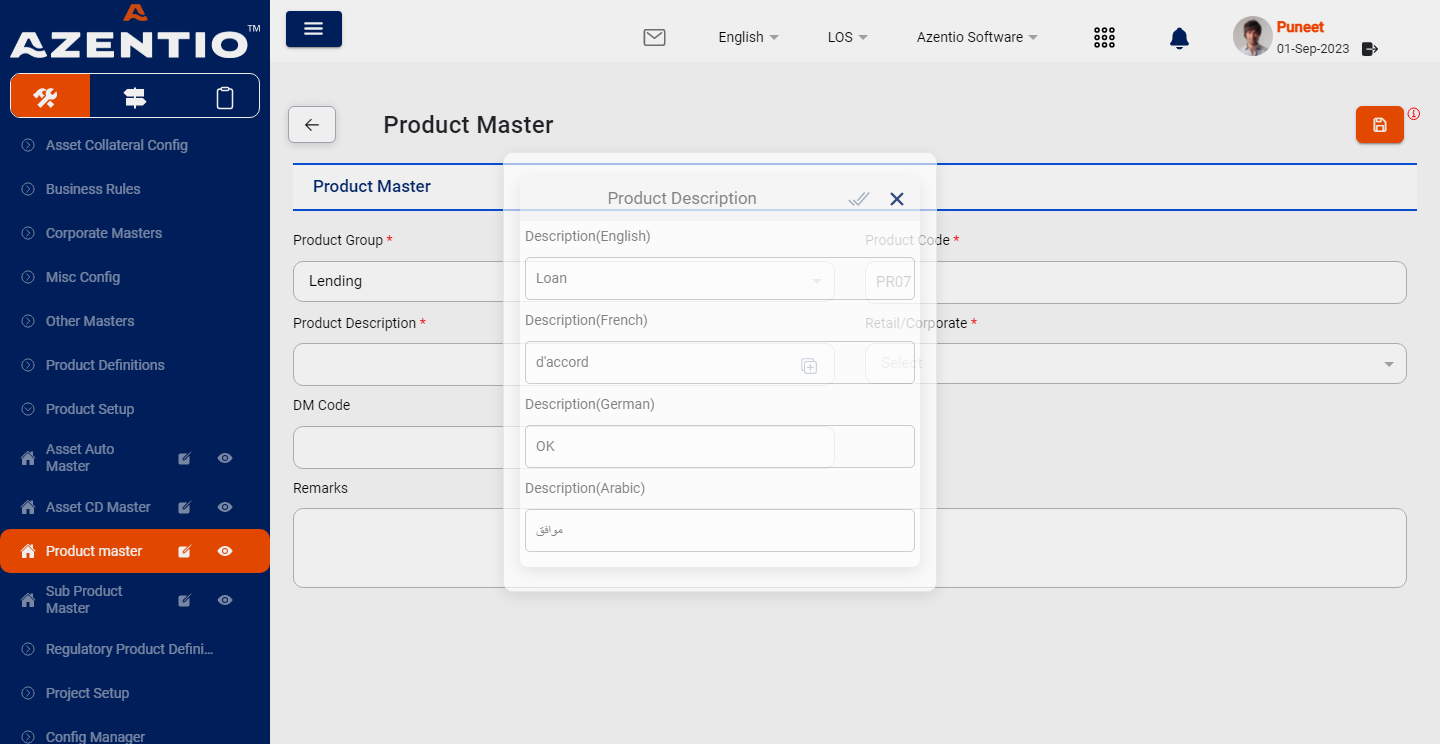 AZENTIO™
English
LOS
Azentio Software
Puneet
01-Sep-2023
Asset Collateral Config
Business Rules
Corporate Masters
Misc Config
Other Masters
Product Definitions
Product Setup
Asset Auto
Master
Asset CD Master
Product master
Sub Product
Master
Regulatory Product Defini...
Project Setup
Config Manager
Product Master
Product Master
Product Group *
Lending
Product Code *
PR07
Product Description *
Retail/Corporate *
Select
DM Code
Remarks
Product Description
Description(English)
Loan
Description(French)
d'accord
Description(German)
OK
Description(Arabic)
موافق